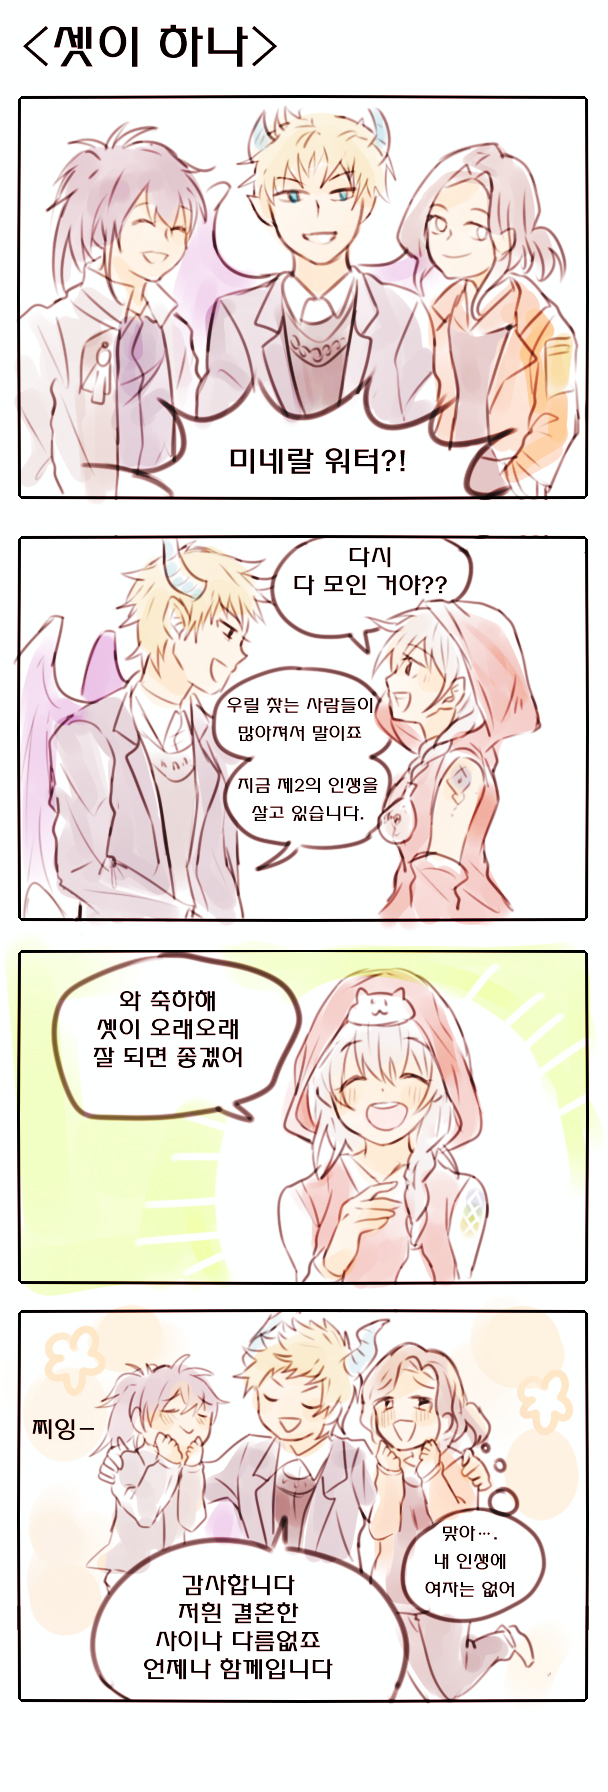 <셋이 하나>
미네랄 워터?!
다시
다 모인 거야??
우릴 찾는 사람들이
많아져서 말이죠
지금 제2의 인생을
살고 있습니다.
와 축하해
셋이 오래오래
잘 되면 좋겠어
찌잉-
맞아….
내 인생에
여자는 없어
감사합니다
저흰 결혼한
사이나 다름없죠
언제나 함께입니다